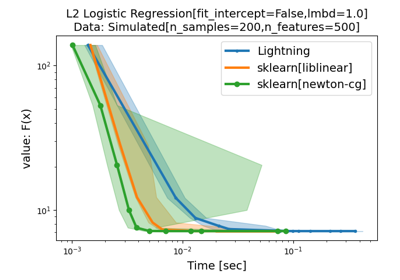 L2 Logistic Regression[fit_intercept=False,lmbd=1.0]
Data: Simulated[n_samples=200,n_features=500]
Lightning
sklearn[liblinear]
sklearn[newton-cg]
value: F(x)
10²
10¹
10⁻³
10⁻²
10⁻¹
Time [sec]